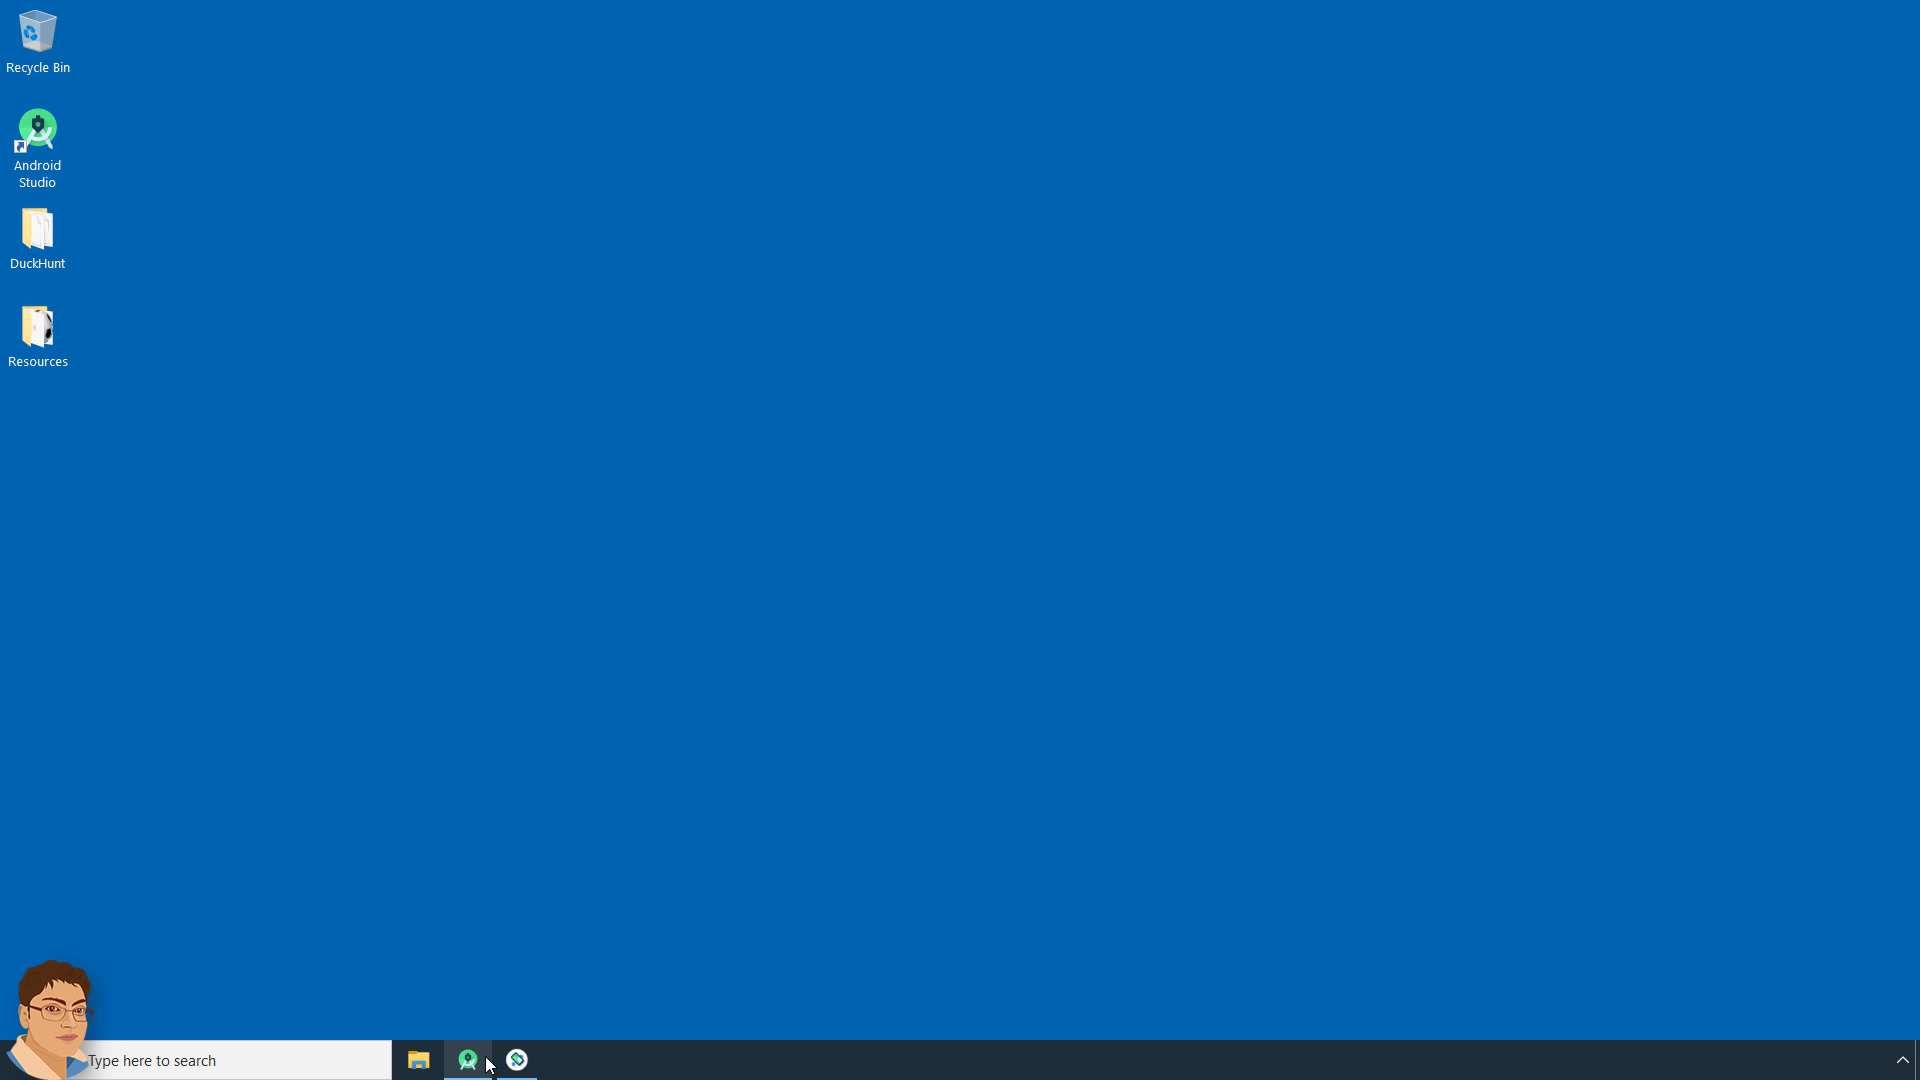 Recycle Bin
Android
Studio
DuckHunt
Resources
Type here to search